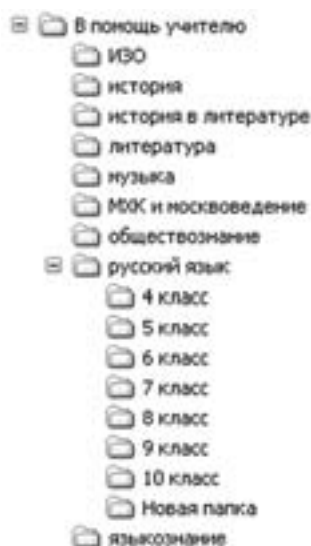 В помощь учителю
ИЗО
история
история в литературе
литература
музыка
МХК и москвоведение
обществознание
русский язык
4 класс
5 класс
6 класс
7 класс
8 класс
9 класс
10 класс
Новая папка
языкознание